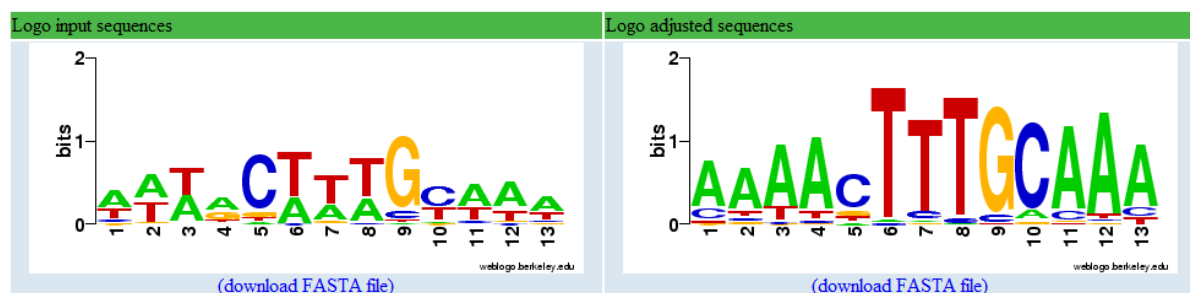 Logo input sequences
2
bits
1
0
AATACTTTGCAAA
1 2 3 4 5 6 7 8 9 10 11 12 13
weblogo.berkeley.edu
(download FASTA file)
Logo adjusted sequences
2
bits
1
0
AAAACTTTGCAAA
1 2 3 4 5 6 7 8 9 10 11 12 13
weblogo.berkeley.edu
(download FASTA file)